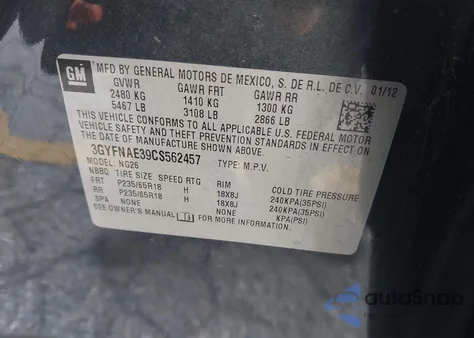 GM
MFD BY GENERAL MOTORS DE MEXICO, S. DE R.L. DE C.V. 01/12
GVWR GAWR FRT GAWR RR
2480 KG 1410 KG 1300 KG
5467 LB 3108 LB 2866 LB
THIS VEHICLE CONFORMS TO ALL APPLICABLE U.S. FEDERAL MOTOR
VEHICLE SAFETY, BUMPER, AND THEFT PREVENTION STANDARDS IN
EFFECT ON THE DATE OF MANUFACTURE SHOWN ABOVE.
3GYFNAE39CS562457 TYPE: M.P.V.
MODEL: NG26
NBBQ TIRE SIZE SPEED RTG RIM COLD TIRE PRESSURE
FRT P235/65R18 H 18X8J 240KPA(35PSI)
RR P235/65R18 H 18X8J 240KPA(35PSI)
SPA NONE NONE KPA(PSI)
SEE OWNER'S MANUAL FOR MORE INFORMATION.
autoSnap